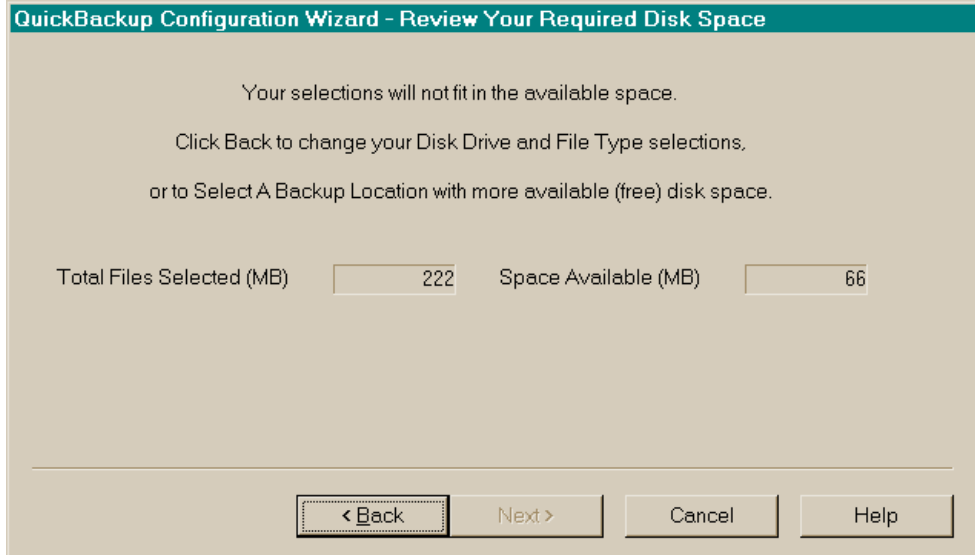 QuickBackup Configuration Wizard - Review Your Required Disk Space
Your selections will not fit in the available space.
Click Back to change your Disk Drive and File Type selections,
or to Select A Backup Location with more available (free) disk space.
Total Files Selected (MB) 222 Space Available (MB) 66
< Back Next > Cancel Help